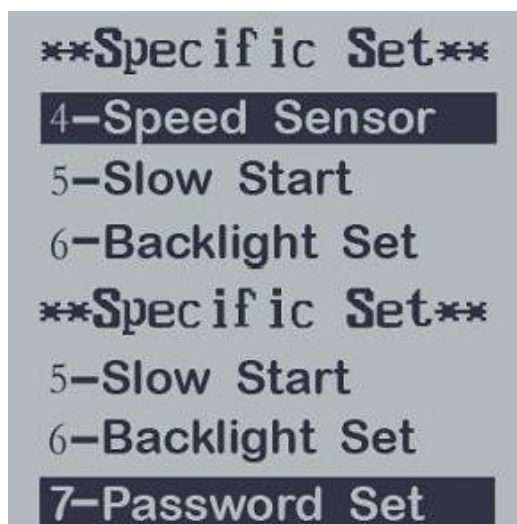 **Specific Set**
4-Speed Sensor
5-Slow Start
6-Backlight Set
**Specific Set**
5-Slow Start
6-Backlight Set
7-Password Set